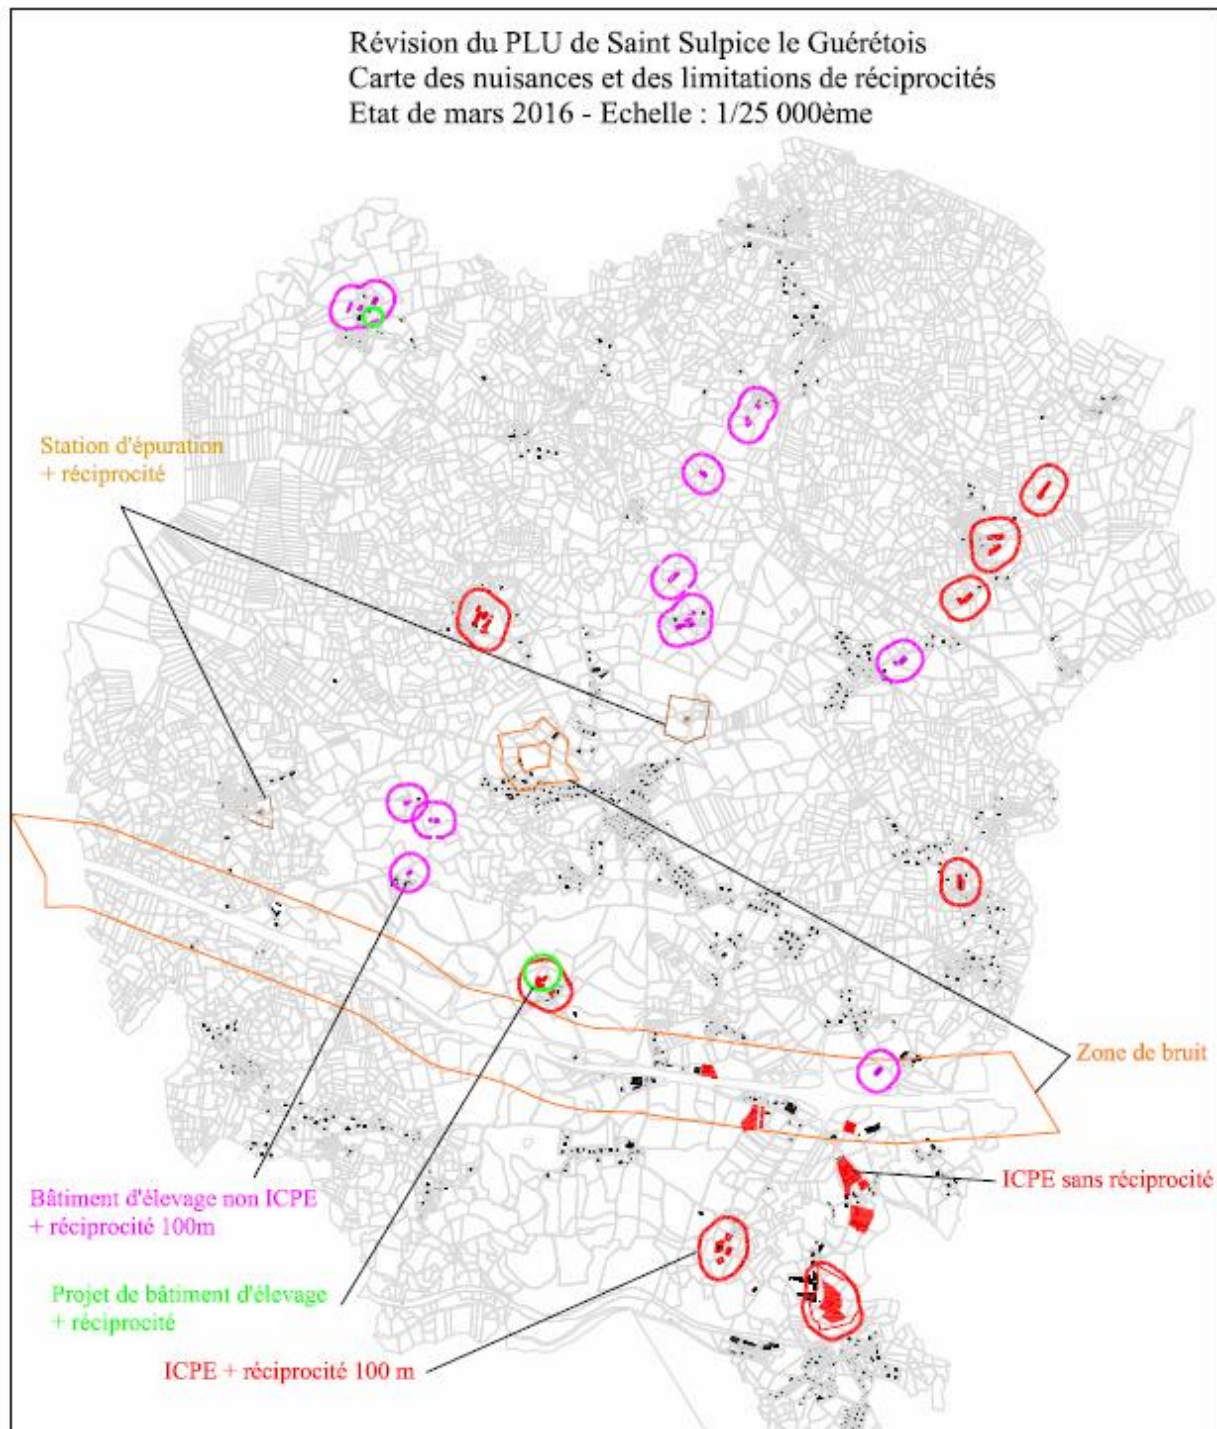 Révision du PLU de Saint Sulpice le Guérétois
Carte des nuisances et des limitations de réciprocités
Etat de mars 2016 - Echelle : 1/25 000ème
Station d'épuration
+ réciprocité
Zone de bruit
ICPE sans réciprocité
Bâtiment d'élevage non ICPE
+ réciprocité 100m
Projet de bâtiment d'élevage
+ réciprocité
ICPE + réciprocité 100 m